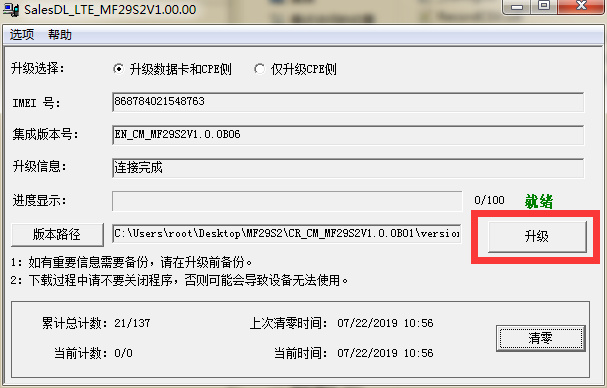 SalesDL_LTE_MF29S2V1.00.00
选项 帮助
升级选择: 升级数据卡和CPE侧 仅升级CPE侧
IMEI 号: 868784021548763
集成版本号: EN_CM_MF29S2V1.0.0B06
升级信息: 连接完成
进度显示: 0/100 就绪
版本路径 C:\Users\root\Desktop\MF29S2\CR_CM_MF29S2V1.0.0B01\version 升级
1：如有重要信息需要备份，请在升级前备份。
2：下载过程中请不要关闭程序，否则可能会导致设备无法使用。
累计总计数: 21/137 上次清零时间: 07/22/2019 10:56
当前计数: 0/0 当前时间: 07/22/2019 10:56 清零